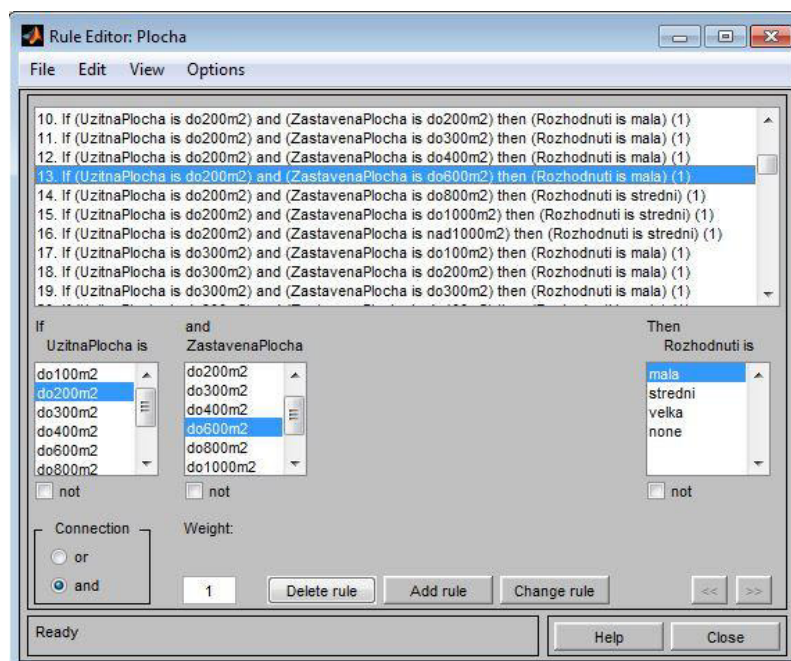 Rule Editor: Plocha
File Edit View Options
10. If (UzitnaPlocha is do200m2) and (ZastavenaPlocha is do200m2) then (Rozhodnuti is mala) (1)
11. If (UzitnaPlocha is do200m2) and (ZastavenaPlocha is do300m2) then (Rozhodnuti is mala) (1)
12. If (UzitnaPlocha is do200m2) and (ZastavenaPlocha is do400m2) then (Rozhodnuti is mala) (1)
13. If (UzitnaPlocha is do200m2) and (ZastavenaPlocha is do600m2) then (Rozhodnuti is mala) (1)
14. If (UzitnaPlocha is do200m2) and (ZastavenaPlocha is do800m2) then (Rozhodnuti is stredni) (1)
15. If (UzitnaPlocha is do200m2) and (ZastavenaPlocha is do1000m2) then (Rozhodnuti is stredni) (1)
16. If (UzitnaPlocha is do200m2) and (ZastavenaPlocha is nad1000m2) then (Rozhodnuti is stredni) (1)
17. If (UzitnaPlocha is do300m2) and (ZastavenaPlocha is do100m2) then (Rozhodnuti is mala) (1)
18. If (UzitnaPlocha is do300m2) and (ZastavenaPlocha is do200m2) then (Rozhodnuti is mala) (1)
19. If (UzitnaPlocha is do300m2) and (ZastavenaPlocha is do300m2) then (Rozhodnuti is mala) (1)
If
UzitnaPlocha is
do100m2
do200m2
do300m2
do400m2
do600m2
do800m2
not
and
ZastavenaPlocha
do200m2
do300m2
do400m2
do600m2
do800m2
do1000m2
not
Then
Rozhodnuti is
mala
stredni
velka
none
not
Connection
or
and
Weight:
1
Delete rule
Add rule
Change rule
<<
>>
Ready
Help
Close